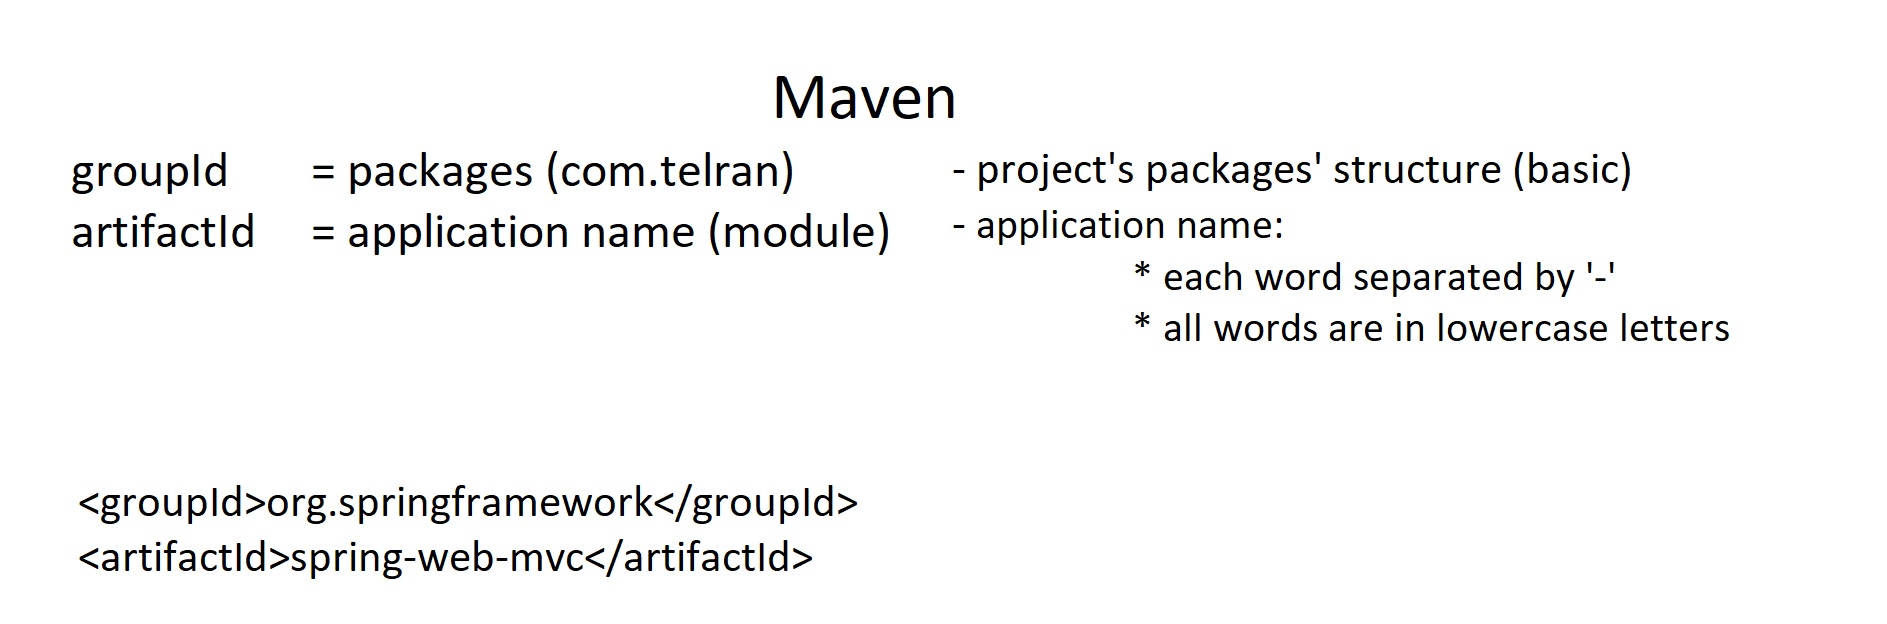 Maven
groupId = packages (com.telran) - project's packages' structure (basic)
artifactId = application name (module) - application name:
* each word separated by '-'
* all words are in lowercase letters
<groupId>org.springframework</groupId>
<artifactId>spring-web-mvc</artifactId>